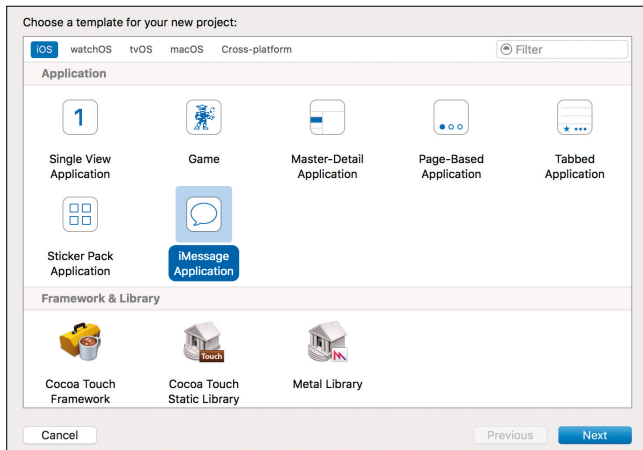 Choose a template for your new project:
iOS watchOS tvOS macOS Cross-platform Filter
Application
1
Single View Game Master-Detail Page-Based Tabbed
Application Application Application Application
Sticker Pack iMessage
Application Application
Framework & Library
Touch
Cocoa Touch Cocoa Touch Metal Library
Framework Static Library
Cancel Previous Next